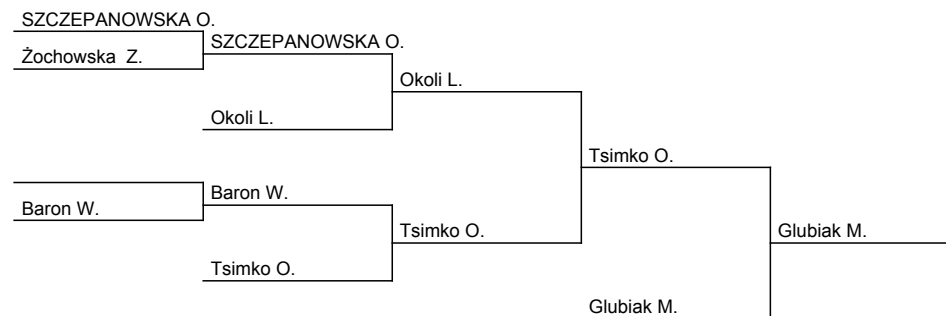 SZCZEPANOWSKA O.
Żochowska Z.
SZCZEPANOWSKA O.
Okoli L.
Okoli L.
Tsimko O.
Baron W.
Baron W.
Tsimko O.
Tsimko O.
Glubiak M.
Glubiak M.